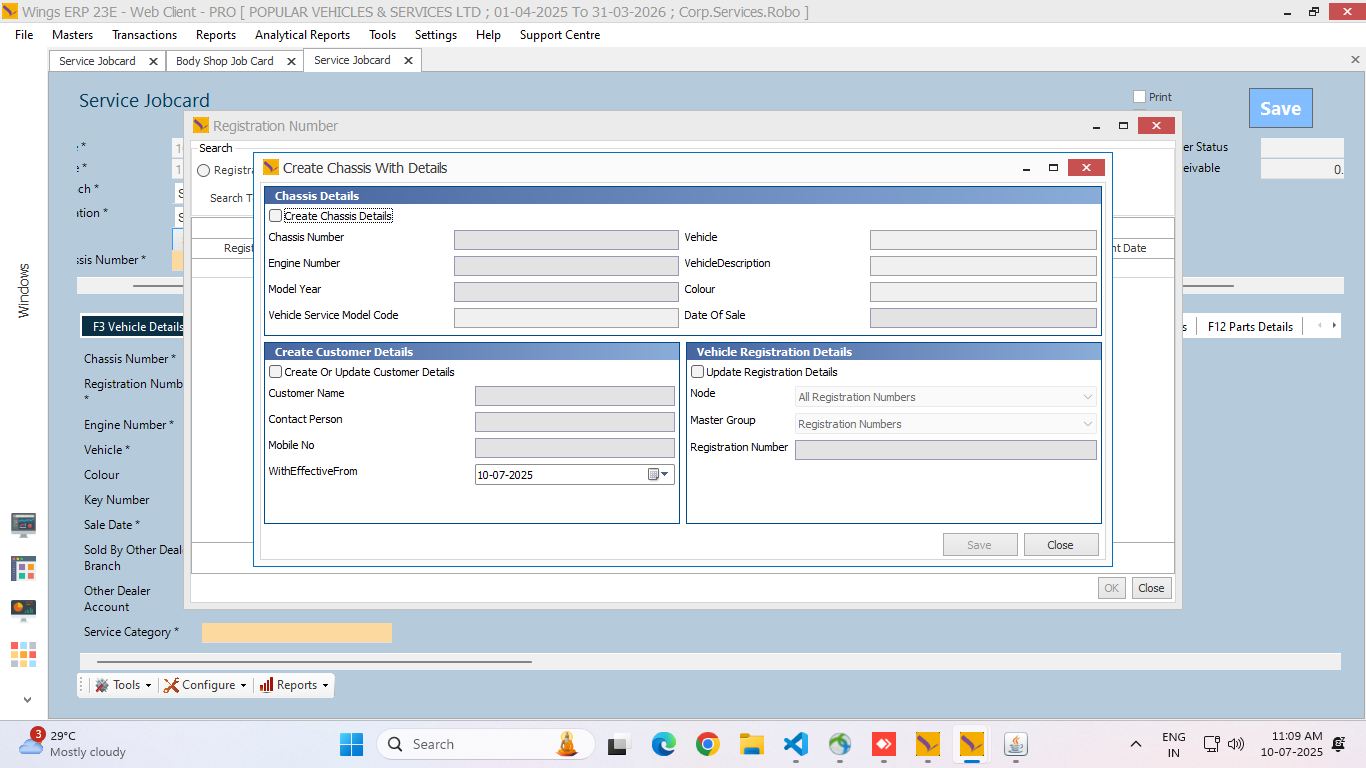 Wings ERP 23E - Web Client - PRO [ POPULAR VEHICLES & SERVICES LTD ; 01-04-2025 To 31-03-2026 ; Corp.Services.Robo ]
File Masters Transactions Reports Analytical Reports Tools Settings Help Support Centre
Service Jobcard Body Shop Job Card Service Jobcard
Service Jobcard
Print
Save
Registration Number
Search
Search T
Create Chassis With Details
Chassis Details
Create Chassis Details
Chassis Number
Vehicle
Engine Number
VehicleDescription
Model Year
Colour
Vehicle Service Model Code
Date Of Sale
Create Customer Details
Create Or Update Customer Details
Customer Name
Contact Person
Mobile No
WithEffectiveFrom
10-07-2025
Vehicle Registration Details
Update Registration Details
Node
All Registration Numbers
Master Group
Registration Numbers
Registration Number
Save
Close
OK
Close
er Status
eivable
0.
ch *
ation *
ssis Number *
Regist
nt Date
Windows
F3 Vehicle Details
s
F12 Parts Details
Chassis Number *
Registration Numb
*
Engine Number *
Vehicle *
Colour
Key Number
Sale Date *
Sold By Other Deal
Branch
Other Dealer
Account
Service Category *
Tools Configure Reports
3
29°C
Mostly cloudy
Search
ENG
IN
11:09 AM
10-07-2025